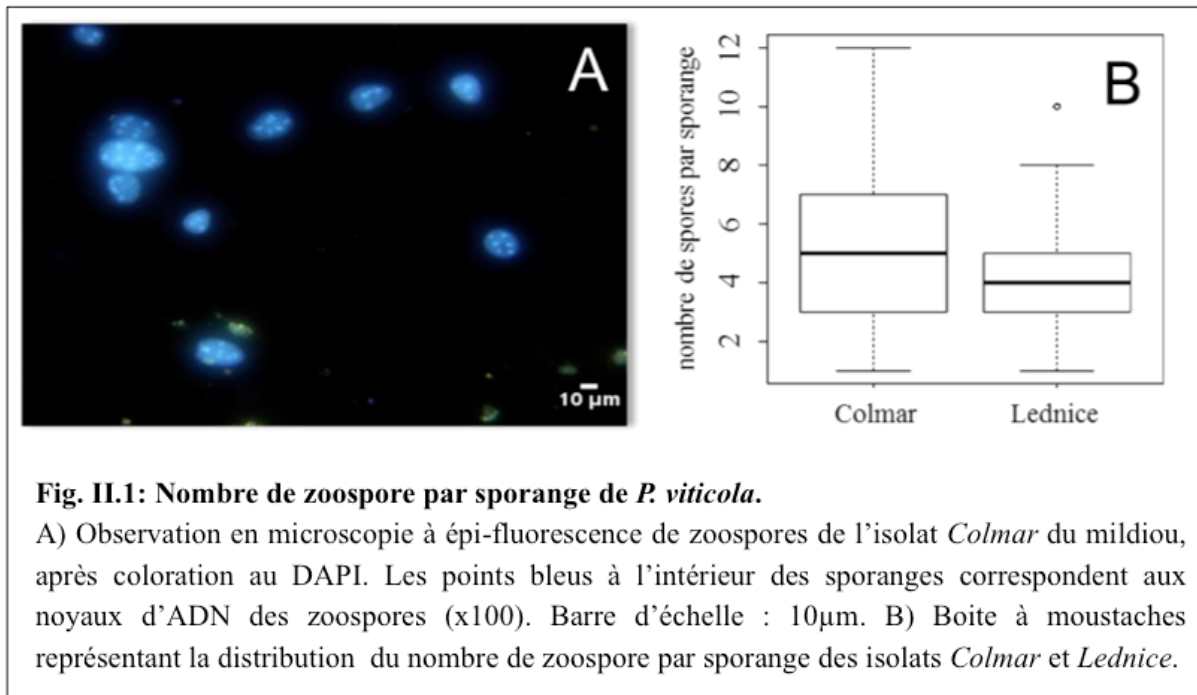 A
10 µm
B
nombre de spores par sporange
12
10
8
6
4
2
Colmar Lednice
Fig. II.1: Nombre de zoospore par sporange de P. viticola.
A) Observation en microscopie à épi-fluorescence de zoospores de l'isolat Colmar du mildiou,
après coloration au DAPI. Les points bleus à l'intérieur des sporanges correspondent aux
noyaux d'ADN des zoospores (x100). Barre d'échelle : 10µm. B) Boite à moustaches
représentant la distribution du nombre de zoospore par sporange des isolats Colmar et Lednice.